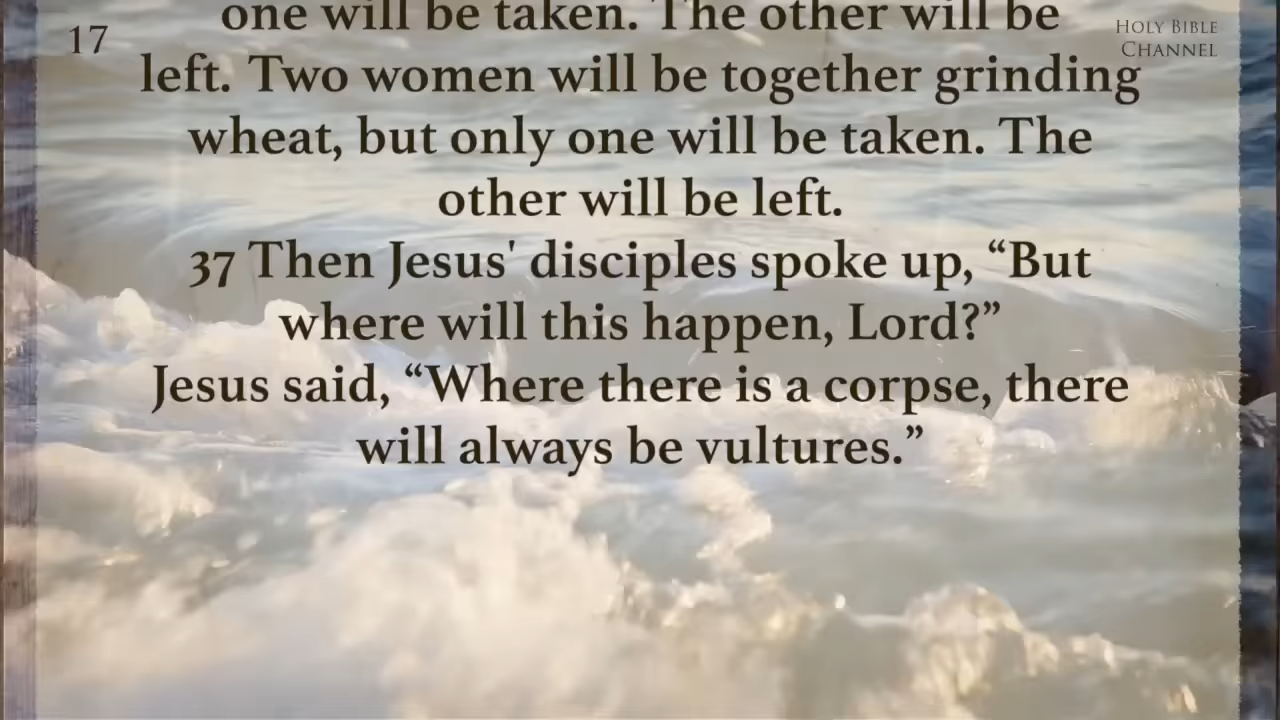 17
HOLY BIBLE
CHANNEL
one will be taken. The other will be
left. Two women will be together grinding
wheat, but only one will be taken. The
other will be left.
37 Then Jesus' disciples spoke up, “But
where will this happen, Lord?”
Jesus said, “Where there is a corpse, there
will always be vultures.”